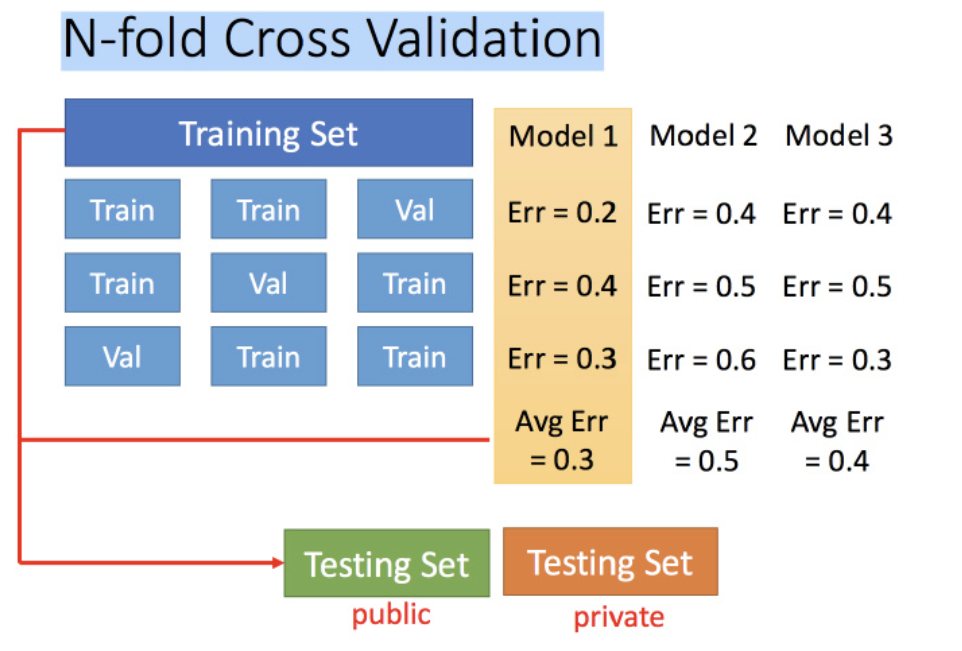 N-fold Cross Validation
Training Set
Model 1 Model 2 Model 3
Train Train Val Err = 0.2 Err = 0.4 Err = 0.4
Train Val Train Err = 0.4 Err = 0.5 Err = 0.5
Val Train Train Err = 0.3 Err = 0.6 Err = 0.3
Avg Err Avg Err Avg Err
= 0.3 = 0.5 = 0.4
Testing Set Testing Set
public private